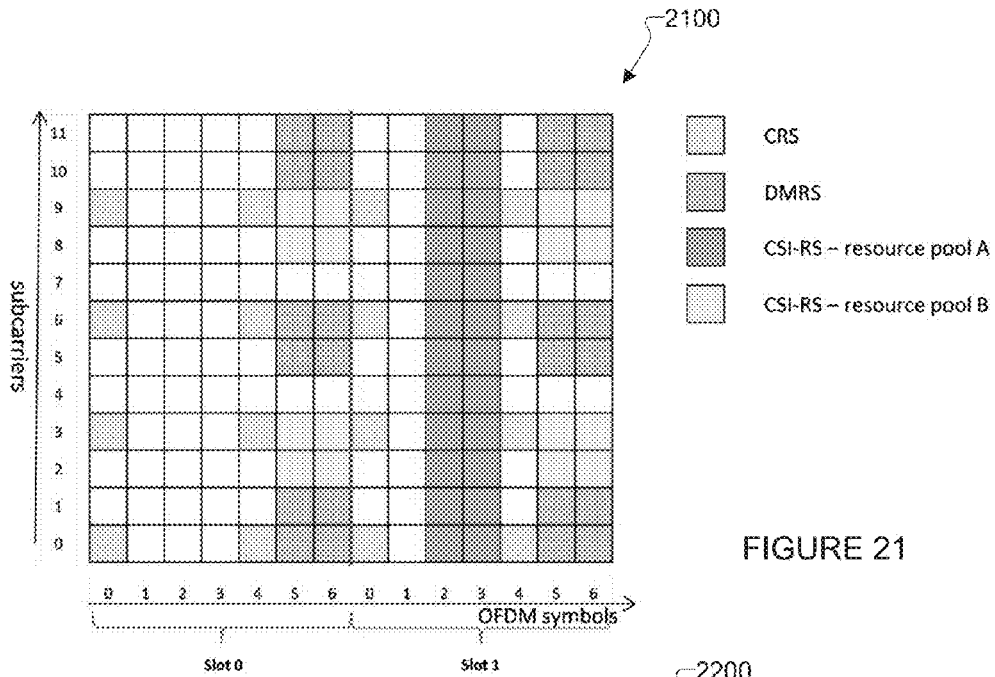 2100
11
10
9
8
7
6
5
4
3
2
1
0
subcarriers
CRS
DMRS
CSI-RS – resource pool A
CSI-RS – resource pool B
FIGURE 21
0 1 2 3 4 5 6 0 1 2 3 4 5 6
OFDM symbols
Slot 0 Slot 1
2200